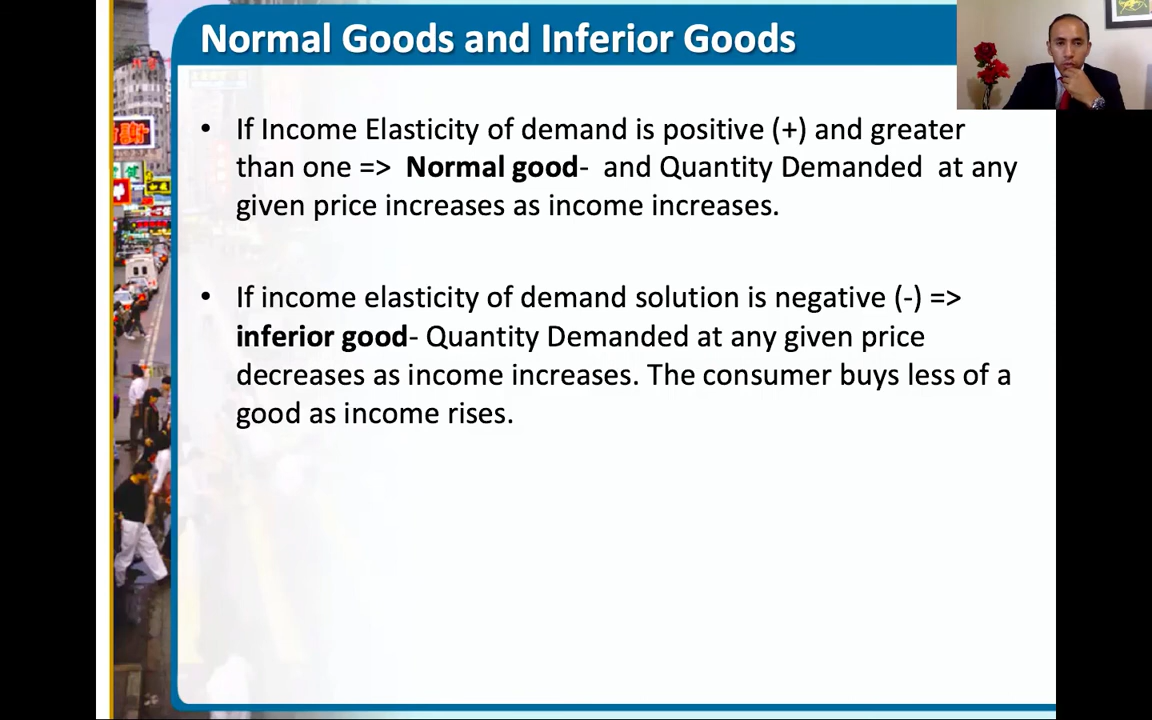 Normal Goods and Inferior Goods
• If Income Elasticity of demand is positive (+) and greater
than one => Normal good- and Quantity Demanded at any
given price increases as income increases.
• If income elasticity of demand solution is negative (-) =>
inferior good- Quantity Demanded at any given price
decreases as income increases. The consumer buys less of a
good as income rises.